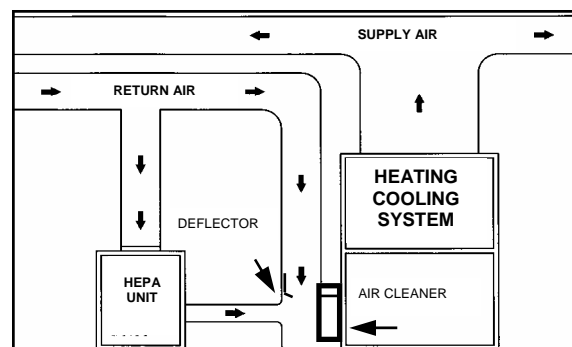 SUPPLY AIR
RETURN AIR
HEATING
COOLING
SYSTEM
DEFLECTOR
HEPA
UNIT
AIR CLEANER